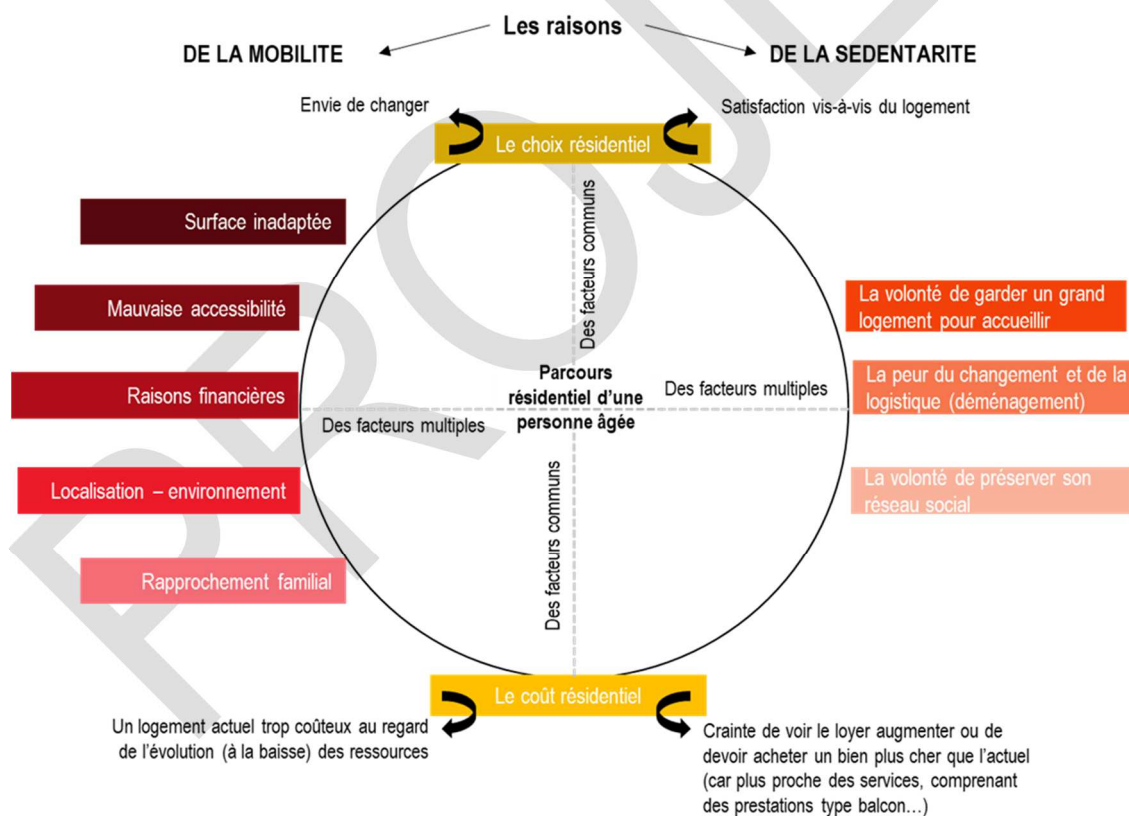 Les raisons
DE LA MOBILITE
DE LA SEDENTARITE
Envie de changer
Satisfaction vis-à-vis du logement
Le choix résidentiel
Surface inadaptée
Mauvaise accessibilité
Raisons financières
Localisation – environnement
Rapprochement familial
Des facteurs communs
Parcours
résidentiel d'une
personne âgée
Des facteurs multiples
Des facteurs multiples
Des facteurs communs
La volonté de garder un grand
logement pour accueillir
La peur du changement et de la
logistique (déménagement)
La volonté de préserver son
réseau social
Le coût résidentiel
Un logement actuel trop coûteux au regard
de l'évolution (à la baisse) des ressources
Crainte de voir le loyer augmenter ou de
devoir acheter un bien plus cher que l'actuel
(car plus proche des services, comprenant
des prestations type balcon…)
PROJE